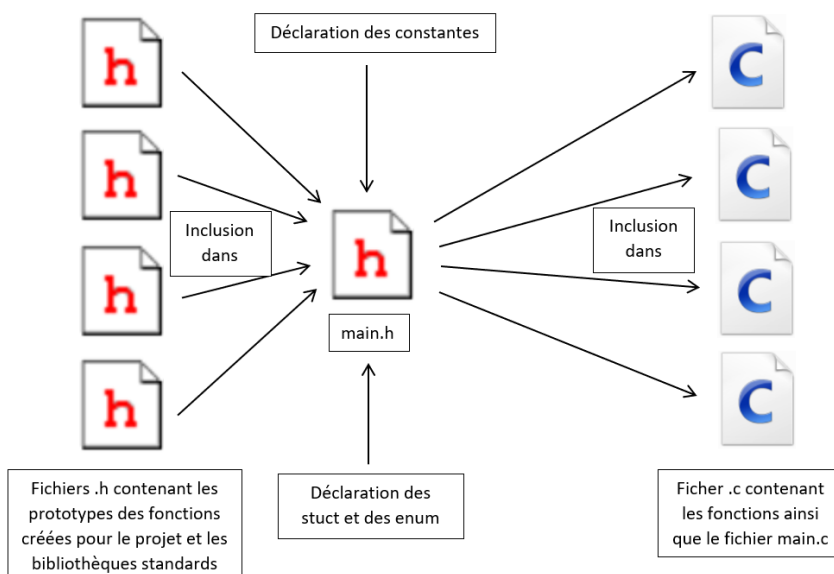 Déclaration des constantes
h
C
h
C
Inclusion
dans
h
main.h
Inclusion
dans
h
C
h
C
Fichiers .h contenant les
prototypes des fonctions
créées pour le projet et les
bibliothèques standards
Déclaration des
stuct et des enum
Ficher .c contenant
les fonctions ainsi
que le fichier main.c